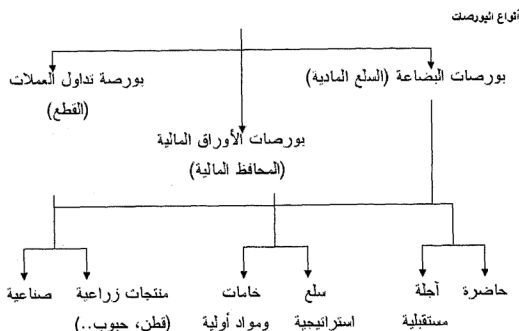 أنواع البورصات
بورصات البضاعة (السلع المادية)
بورصة تداول العملات
(القطع)
بورصات الأوراق المالية
(المحافظ المالية)
حاضرة
آجلة
مستقبلية
سلع
استراتيجية
خامات
ومواد أولية
منتجات زراعية
(قطن، حبوب..)
صناعية